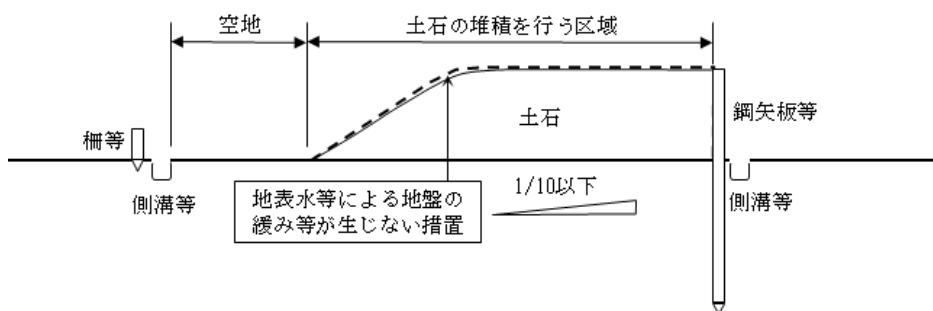 空地
土石の堆積を行う区域
土石
鋼矢板等
柵等
側溝等
地表水等による地盤の
緩み等が生じない措置
1/10以下
側溝等